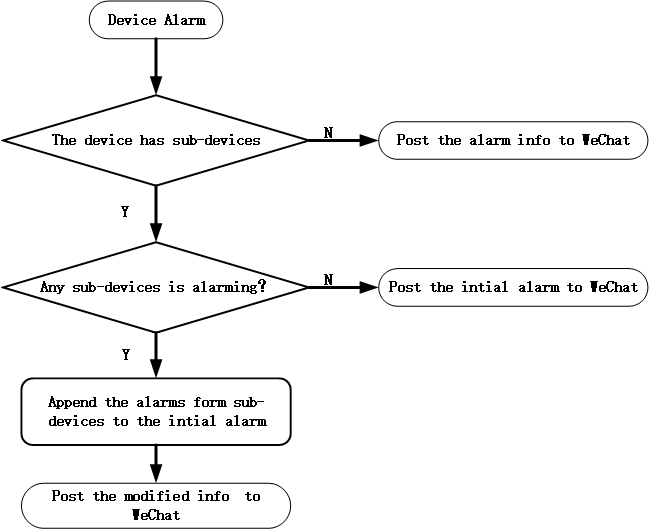 Device Alarm
The device has sub-devices
N
Post the alarm info to WeChat
Y
Any sub-devices is alarming?
N
Post the intial alarm to WeChat
Y
Append the alarms form sub-
devices to the intial alarm
Post the modified info to
WeChat